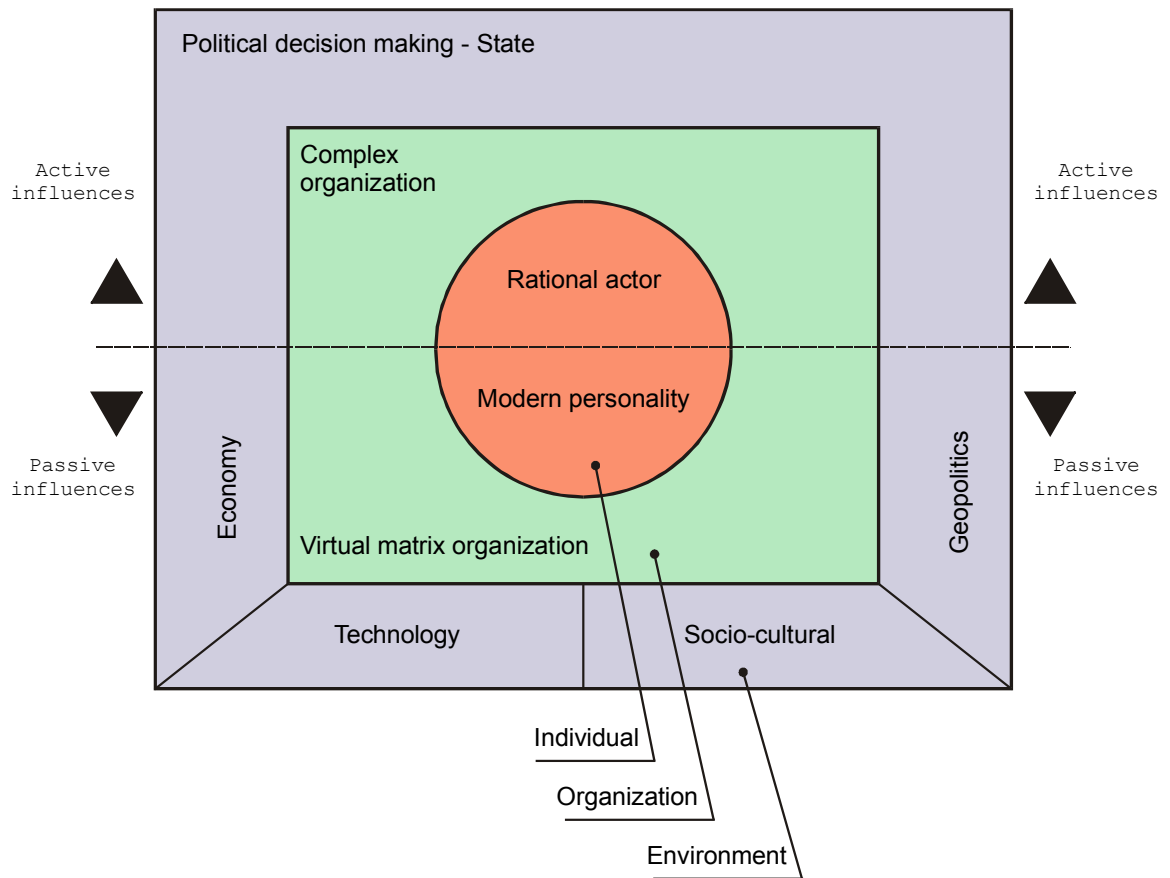 Political decision making - State
Complex
organization
Active
influences
Active
influences
Rational actor
Modern personality
Passive
influences
Passive
influences
Economy
Geopolitics
Virtual matrix organization
Technology
Socio-cultural
Individual
Organization
Environment